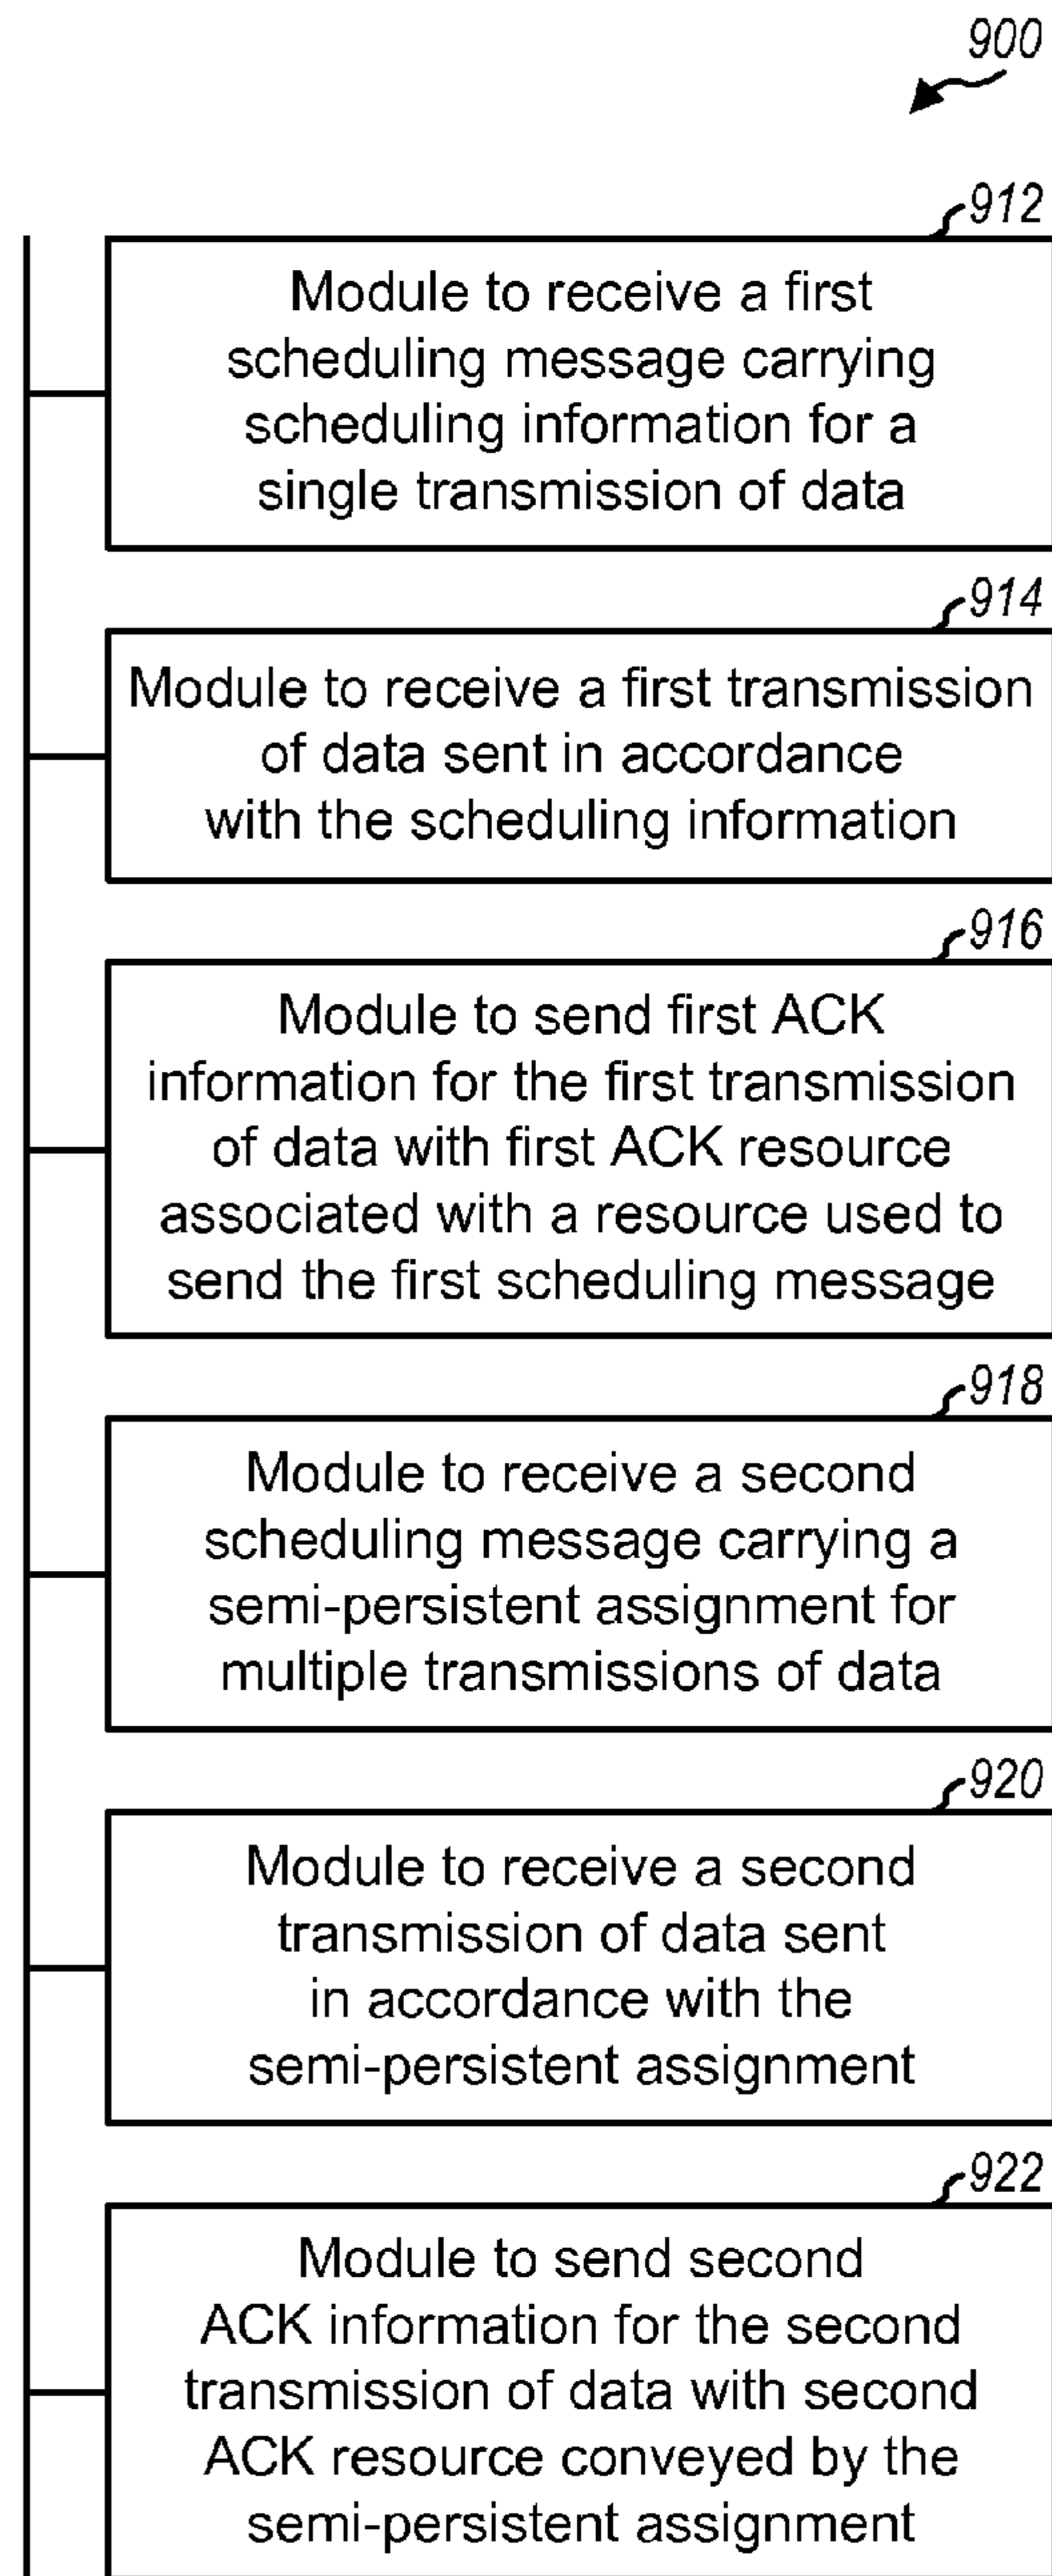 900
912
Module to receive a first
scheduling message carrying
scheduling information for a
single transmission of data
914
Module to receive a first transmission
of data sent in accordance
with the scheduling information
916
Module to send first ACK
information for the first transmission
of data with first ACK resource
associated with a resource used to
send the first scheduling message
918
Module to receive a second
scheduling message carrying a
semi-persistent assignment for
multiple transmissions of data
920
Module to receive a second
transmission of data sent
in accordance with the
semi-persistent assignment
922
Module to send second
ACK information for the second
transmission of data with second
ACK resource conveyed by the
semi-persistent assignment